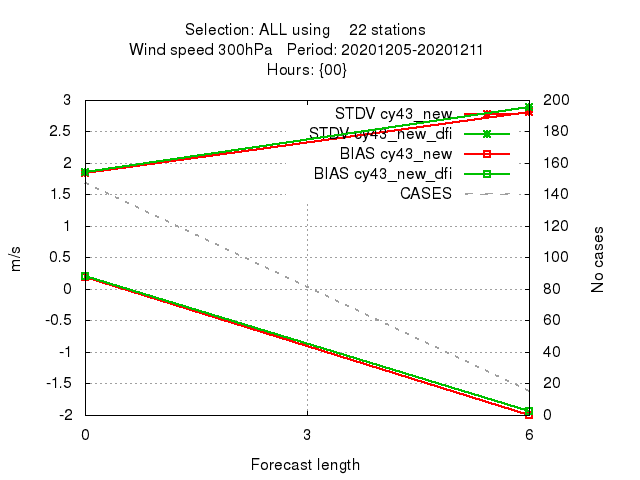 Selection: ALL using 22 stations
Wind speed 300hPa Period: 20201205-20201211
Hours: {00}
3 200
2.5 180
2 160
1.5 140
1 120
0.5 100
0 80
-0.5 60
-1 40
-1.5 20
-2 0
STDV cy43_new
STDV cy43_new_dfi
BIAS cy43_new
BIAS cy43_new_dfi
CASES
m/s
No cases
0 3 6
Forecast length